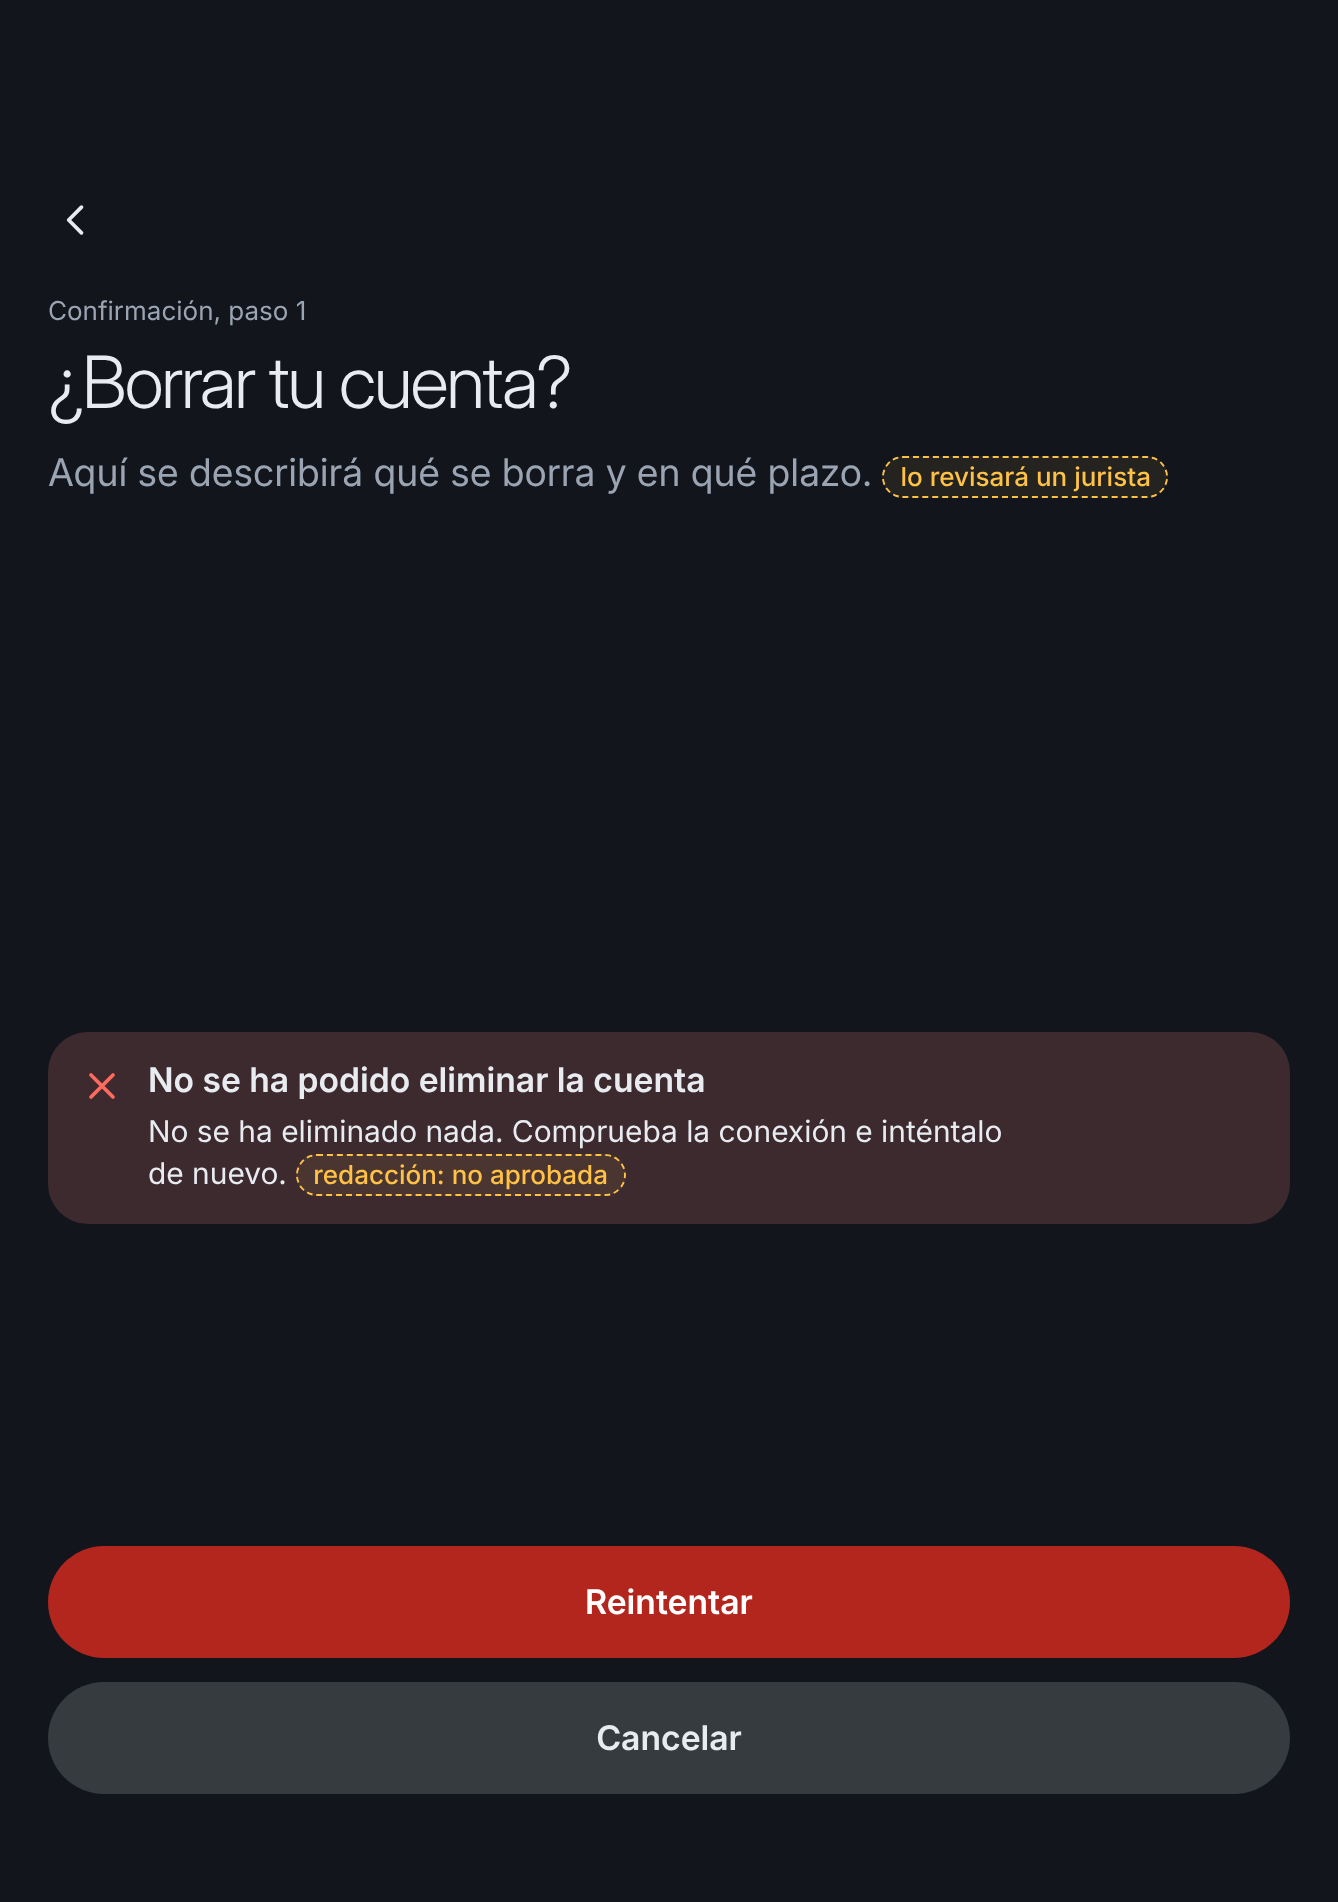 Confirmación, paso 1
¿Borrar tu cuenta?
Aquí se describirá qué se borra y en qué plazo. lo revisará un jurista
No se ha podido eliminar la cuenta
No se ha eliminado nada. Comprueba la conexión e inténtalo
de nuevo. redacción: no aprobada
Reintentar
Cancelar